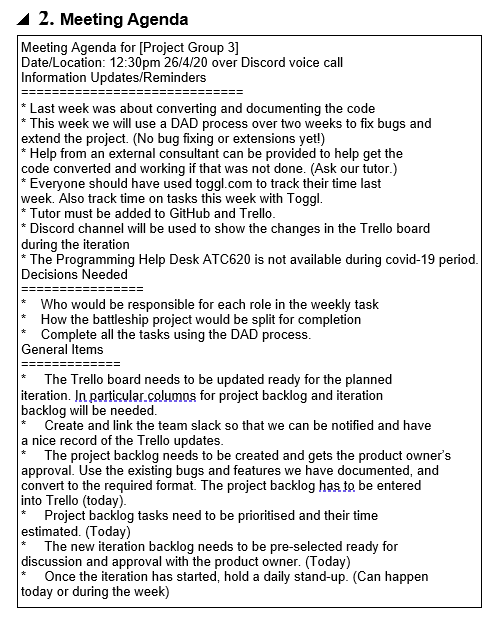 2. Meeting Agenda
Meeting Agenda for [Project Group 3]
Date/Location: 12:30pm 26/4/20 over Discord voice call
Information Updates/Reminders
=============================
* Last week was about converting and documenting the code
* This week we will use a DAD process over two weeks to fix bugs and
extend the project. (No bug fixing or extensions yet!)
* Help from an external consultant can be provided to help get the
code converted and working if that was not done. (Ask our tutor.)
* Everyone should have used toggl.com to track their time last
week. Also track time on tasks this week with Toggl.
* Tutor must be added to GitHub and Trello.
* Discord channel will be used to show the changes in the Trello board
during the iteration
* The Programming Help Desk ATC620 is not available during covid-19 period.
Decisions Needed
================
* Who would be responsible for each role in the weekly task
* How the battleship project would be split for completion
* Complete all the tasks using the DAD process.
General Items
=============
* The Trello board needs to be updated ready for the planned
iteration. In particular columns for project backlog and iteration
backlog will be needed.
* Create and link the team slack so that we can be notified and have
a nice record of the Trello updates.
* The project backlog needs to be created and gets the product owner's
approval. Use the existing bugs and features we have documented, and
convert to the required format. The project backlog has to be entered
into Trello (today).
* Project backlog tasks need to be prioritised and their time
estimated. (Today)
* The new iteration backlog needs to be pre-selected ready for
discussion and approval with the product owner. (Today)
* Once the iteration has started, hold a daily stand-up. (Can happen
today or during the week)